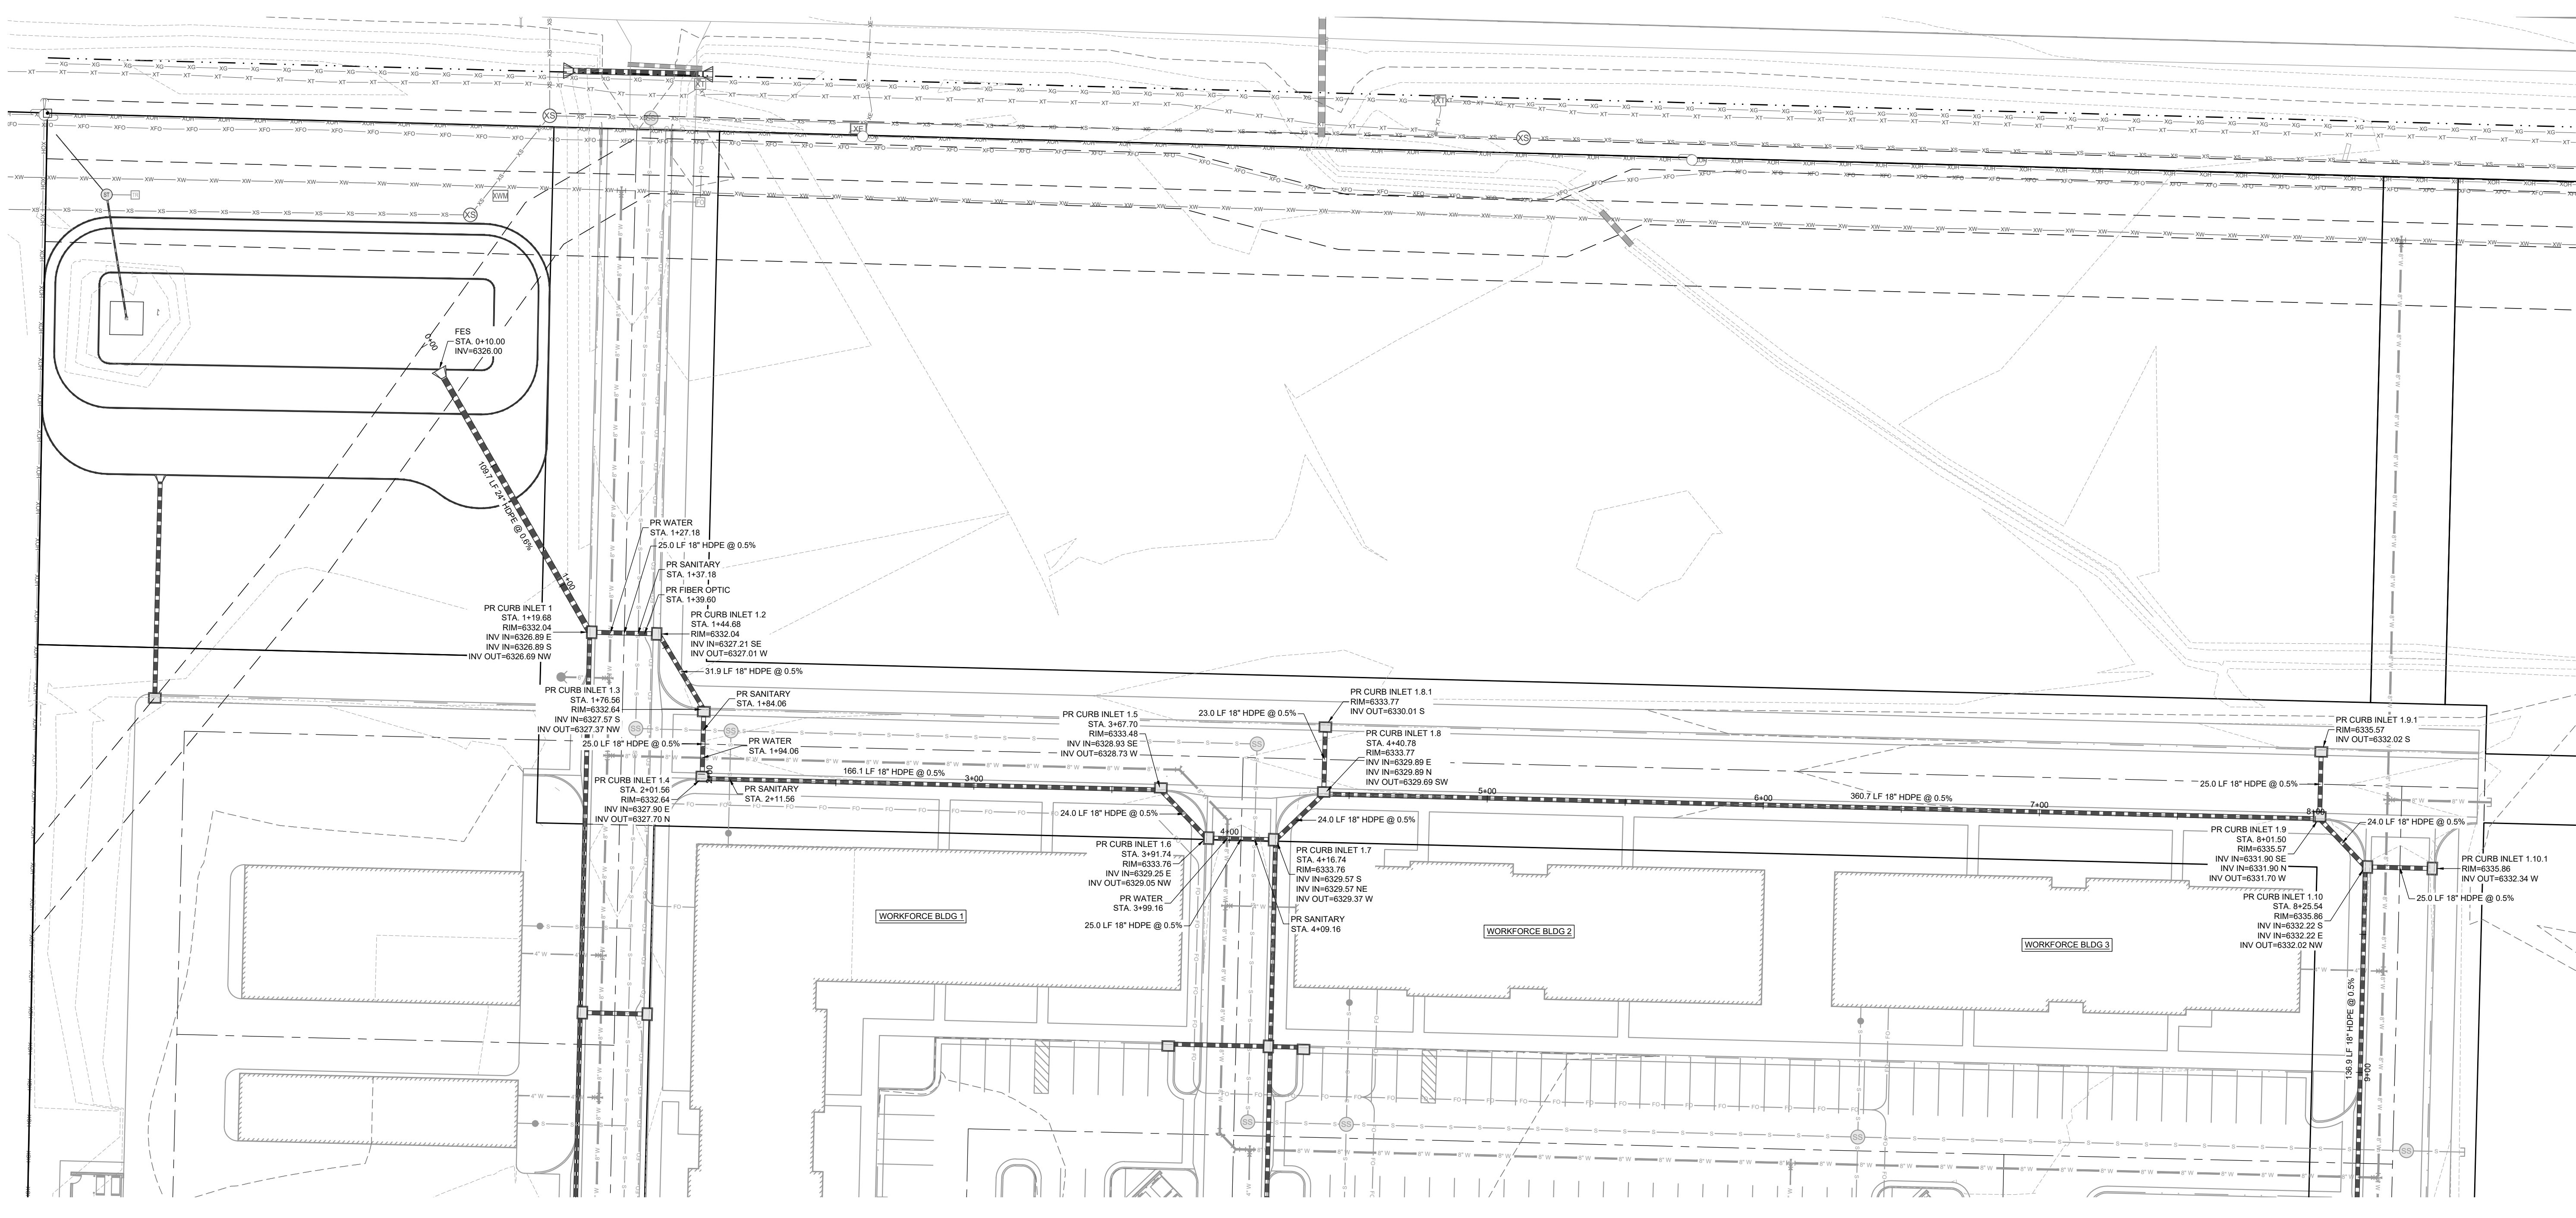 FES
STA. 0+10.00
INV=6326.00
0+00
109.7 LF 24" HDPE @ 0.6%
1+00
PR WATER
STA. 1+27.18
25.0 LF 18" HDPE @ 0.5%
PR SANITARY
STA. 1+37.18
PR FIBER OPTIC
STA. 1+39.60
PR CURB INLET 1
STA. 1+19.68
RIM=6332.04
INV IN=6326.89 E
INV IN=6326.89 S
INV OUT=6326.69 NW
PR CURB INLET 1.2
STA. 1+44.68
RIM=6332.04
INV IN=6327.21 SE
INV OUT=6327.01 W
31.9 LF 18" HDPE @ 0.5%
PR CURB INLET 1.3
STA. 1+76.56
RIM=6332.64
INV IN=6327.57 S
INV OUT=6327.37 NW
PR SANITARY
STA. 1+84.06
25.0 LF 18" HDPE @ 0.5%
PR WATER
STA. 1+94.06
PR CURB INLET 1.4
STA. 2+01.56
RIM=6332.64
INV IN=6327.90 E
INV OUT=6327.70 N
2+00
PR SANITARY
STA. 2+11.56
166.1 LF 18" HDPE @ 0.5%
3+00
PR CURB INLET 1.5
STA. 3+67.70
RIM=6333.48
INV IN=6328.93 SE
INV OUT=6328.73 W
24.0 LF 18" HDPE @ 0.5%
PR CURB INLET 1.6
STA. 3+91.74
RIM=6333.76
INV IN=6329.25 E
INV OUT=6329.05 NW
4+00
PR WATER
STA. 3+99.16
25.0 LF 18" HDPE @ 0.5%
PR SANITARY
STA. 4+09.16
PR CURB INLET 1.7
STA. 4+16.74
RIM=6333.76
INV IN=6329.57 S
INV IN=6329.57 NE
INV OUT=6329.37 W
24.0 LF 18" HDPE @ 0.5%
PR CURB INLET 1.8.1
RIM=6333.77
INV OUT=6330.01 S
23.0 LF 18" HDPE @ 0.5%
PR CURB INLET 1.8
STA. 4+40.78
RIM=6333.77
INV IN=6329.89 E
INV IN=6329.89 N
INV OUT=6329.69 SW
5+00
6+00
360.7 LF 18" HDPE @ 0.5%
7+00
8+00
PR CURB INLET 1.9.1
RIM=6335.57
INV OUT=6332.02 S
25.0 LF 18" HDPE @ 0.5%
24.0 LF 18" HDPE @ 0.5%
PR CURB INLET 1.9
STA. 8+01.50
RIM=6335.57
INV IN=6331.90 SE
INV IN=6331.90 N
INV OUT=6331.70 W
PR CURB INLET 1.10.1
RIM=6335.86
INV OUT=6332.34 W
25.0 LF 18" HDPE @ 0.5%
PR CURB INLET 1.10
STA. 8+25.54
RIM=6335.86
INV IN=6332.22 S
INV IN=6332.22 E
INV OUT=6332.02 NW
136.9 LF 18" HDPE @ 0.5%
9+00
WORKFORCE BLDG 1
WORKFORCE BLDG 2
WORKFORCE BLDG 3